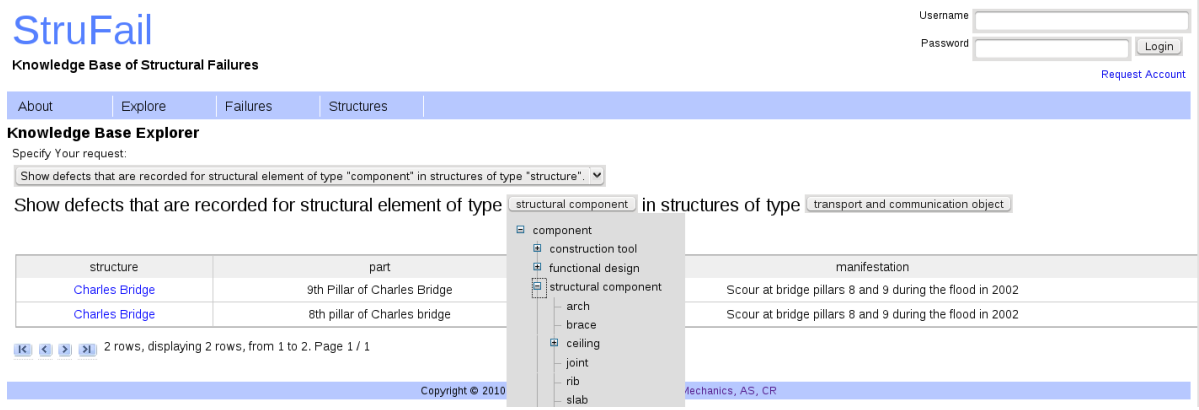 StruFail
Knowledge Base of Structural Failures
Username
Password
Login
Request Account
About Explore Failures Structures
Knowledge Base Explorer
Specify Your request:
Show defects that are recorded for structural element of type "component" in structures of type "structure".
Show defects that are recorded for structural element of type structural component in structures of type transport and communication object
component
construction tool
functional design
structural component
arch
brace
ceiling
joint
rib
slab
structure part manifestation
Charles Bridge 9th Pillar of Charles Bridge Scour at bridge pillars 8 and 9 during the flood in 2002
Charles Bridge 8th pillar of Charles bridge Scour at bridge pillars 8 and 9 during the flood in 2002
2 rows, displaying 2 rows, from 1 to 2. Page 1 / 1
Copyright © 2010 Mechanics, AS, CR